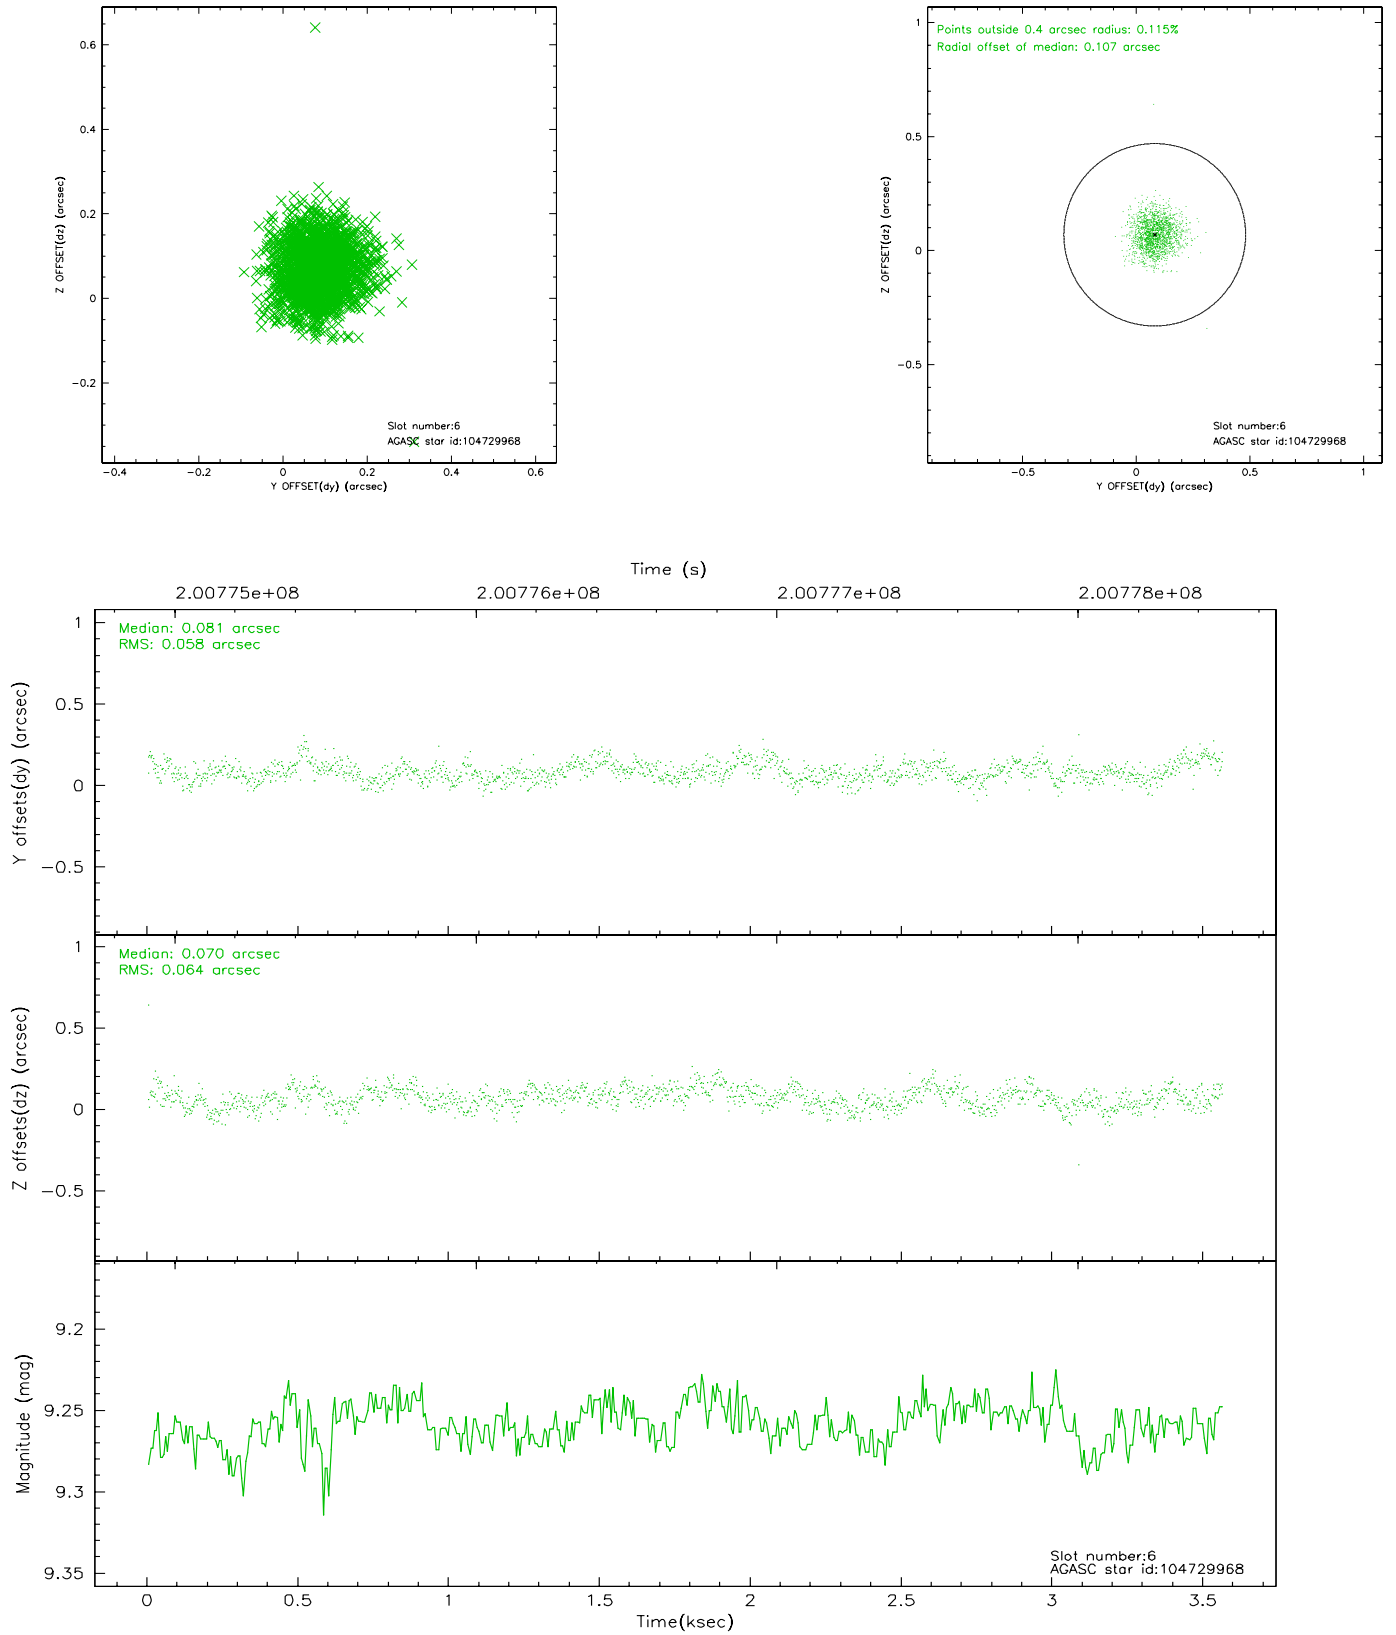 0.6
0.4
0.2
0
−0.2
Z OFFSET(dz) (arcsec)
Slot number:6
AGASC star id:104729968
−0.4 −0.2 0 0.2 0.4 0.6
Y OFFSET(dy) (arcsec)
Points outside 0.4 arcsec radius: 0.115%
Radial offset of median: 0.107 arcsec
1
0.5
0
−0.5
Z OFFSET(dz) (arcsec)
Slot number:6
AGASC star id:104729968
−0.5 0 0.5 1
Y OFFSET(dy) (arcsec)
Time (s)
2.00775e+08 2.00776e+08 2.00777e+08 2.00778e+08
Median: 0.081 arcsec
RMS: 0.058 arcsec
1
0.5
0
−0.5
Y offsets(dy) (arcsec)
Median: 0.070 arcsec
RMS: 0.064 arcsec
1
0.5
0
−0.5
Z offsets(dz) (arcsec)
9.2
9.25
9.3
9.35
Magnitude (mag)
Slot number:6
AGASC star id:104729968
0 0.5 1 1.5 2 2.5 3 3.5
Time(ksec)